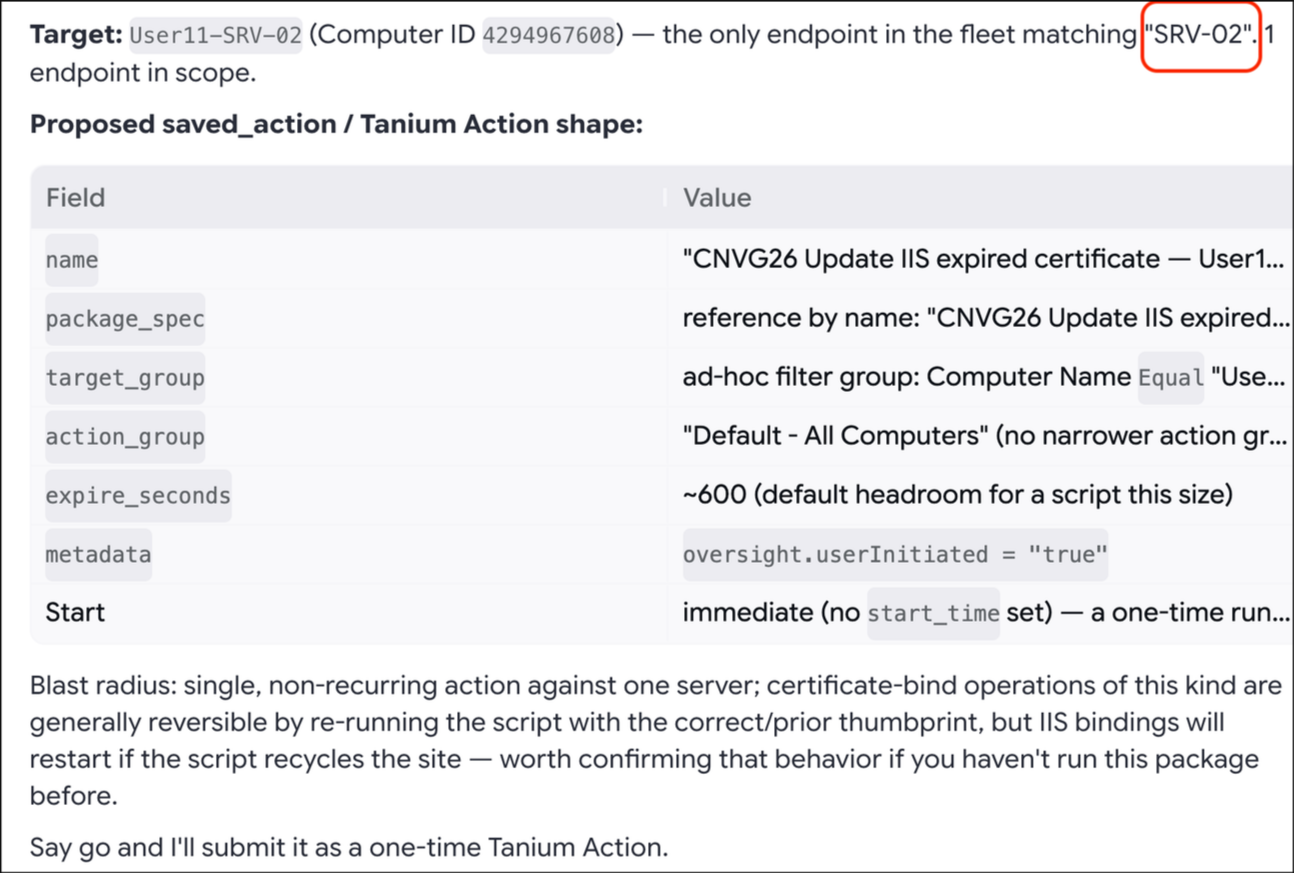 Target: User11-SRV-02 (Computer ID 4294967608) — the only endpoint in the fleet matching "SRV-02". 1
endpoint in scope.
Proposed saved_action / Tanium Action shape:
Field Value
name "CNVG26 Update IIS expired certificate — User1...
package_spec reference by name: "CNVG26 Update IIS expired...
target_group ad-hoc filter group: Computer Name Equal "Use...
action_group "Default - All Computers" (no narrower action gr...
expire_seconds ~600 (default headroom for a script this size)
metadata oversight.userInitiated = "true"
Start immediate (no start_time set) — a one-time run...
Blast radius: single, non-recurring action against one server; certificate-bind operations of this kind are
generally reversible by re-running the script with the correct/prior thumbprint, but IIS bindings will
restart if the script recycles the site — worth confirming that behavior if you haven't run this package
before.
Say go and I'll submit it as a one-time Tanium Action.